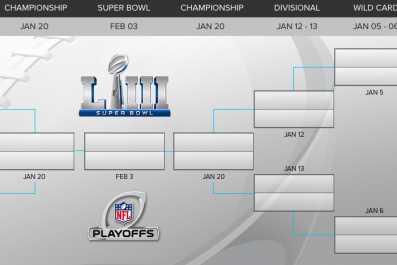 CHAMPIONSHIP SUPER BOWL CHAMPIONSHIP DIVISIONAL WILD CARD
JAN 20 FEB 03 JAN 20 JAN 12 - 13 JAN 05 - 06
LIII
SUPER BOWL
JAN 5
JAN 12
JAN 20 FEB 3 JAN 20 JAN 13
NFL
PLAYOFFS
JAN 6